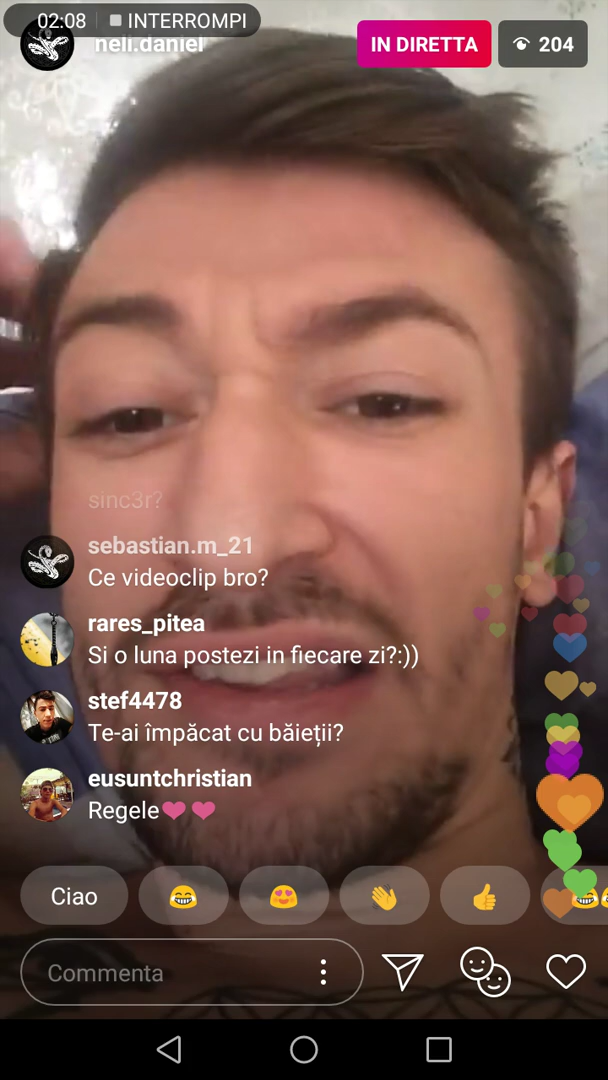 02:08 INTERROMPI
neli.daniel
IN DIRETTA
204
sinc3r?
sebastian.m_21
Ce videoclip bro?
rares_pitea
Si o luna postezi in fiecare zi?:))
stef4478
Te-ai împăcat cu băieții?
eusuntchristian
Regele💗💗
Ciao 😂 😍 👏 👍 😂
Commenta